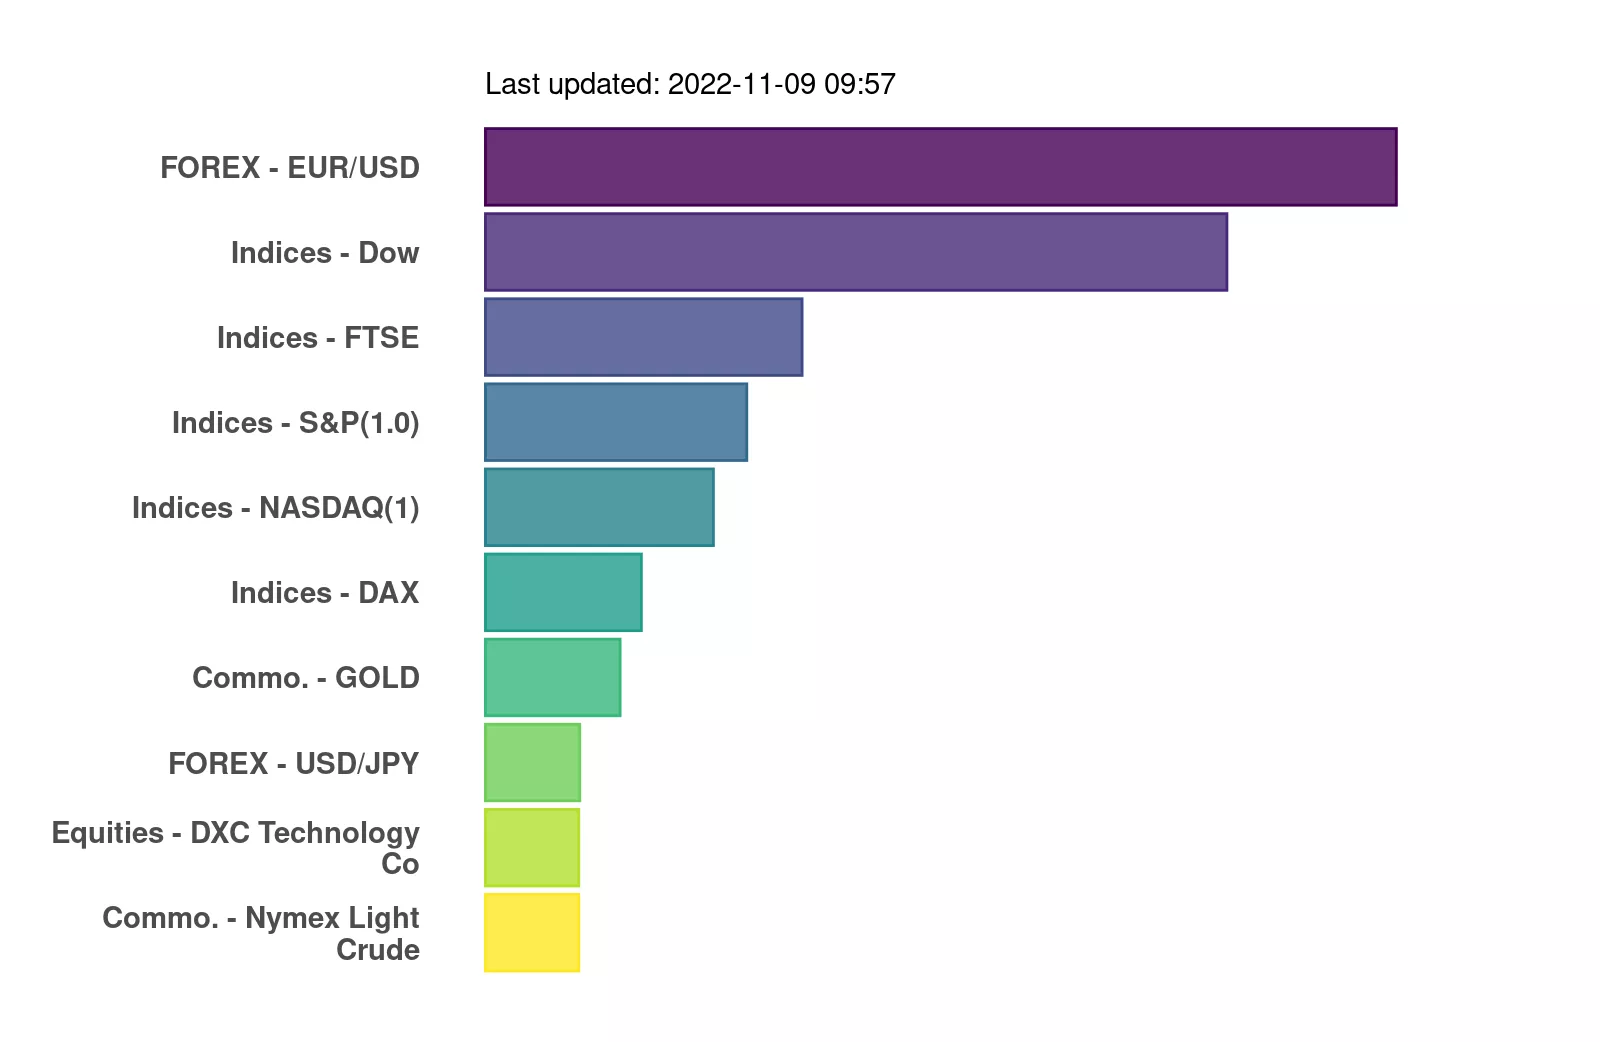 Last updated: 2022-11-09 09:57
FOREX - EUR/USD
Indices - Dow
Indices - FTSE
Indices - S&P(1.0)
Indices - NASDAQ(1)
Indices - DAX
Commo. - GOLD
FOREX - USD/JPY
Equities - DXC Technology
Co
Commo. - Nymex Light
Crude